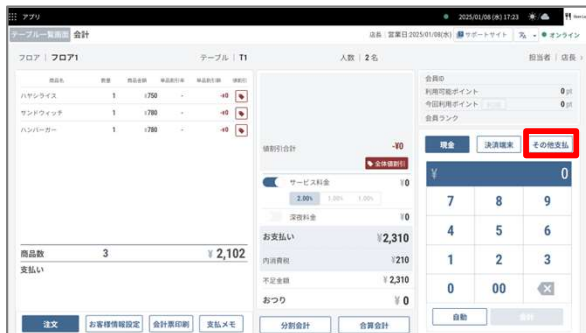 アプリ
2025/01/08(水) 17:23
テーブル一覧画面 会計
店長 営業日:2025/01/08(水) サポートサイト オンライン
フロア | フロア1 テーブル | T1 人数 | 2 名 担当者 | 店長
商品名 数量 商品金額 単品割引率 単品割引額 値割引
ハヤシライス 1 ¥750 - -¥0
サンドウィッチ 1 ¥780 - -¥0
ハンバーガー 1 ¥780 - -¥0
商品数 3 ¥ 2,102
支払い
注文 お客様情報設定 会計票印刷 支払メモ
値割引合計 -¥0
全体値割引
サービス料金 ¥0
2.00%
深夜料金 ¥0
お支払い ¥2,310
内消費税 ¥210
不足金額 ¥ 2,310
おつり ¥ 0
分割会計 合算会計
会員ID
利用可能ポイント 0 pt
今回利用ポイント 0 pt
会員ランク
現金 決済端末 その他支払
¥ 0
7 8 9
4 5 6
1 2 3
0 00
自動 会計